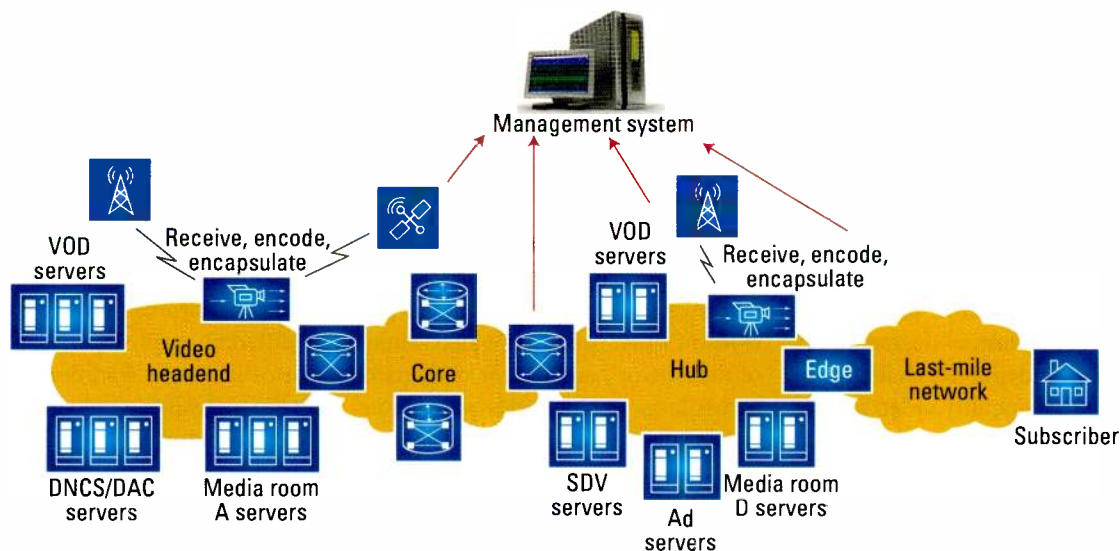 Management system
Receive, encode,
encapsulate
VOD
servers
VOD
servers
Receive, encode,
encapsulate
Video
headend
Core
Hub
Edge
Last-mile
network
Subscriber
DNCS/DAC
servers
Media room
A servers
SDV
servers
Ad
servers
Media room
D servers